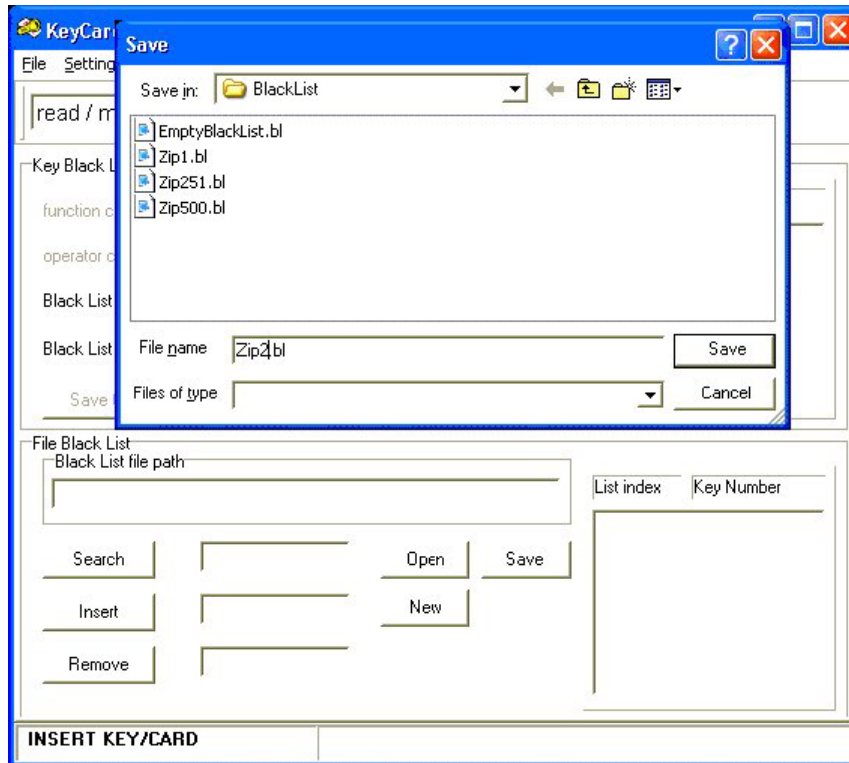 KeyCar
Save
File Setting
Save in: BlackList
read / m
EmptyBlackList.bl
Zip1.bl
Zip251.bl
Zip500.bl
Key Black L
function c
operator c
Black List
Black List
Save
File name Zip2.bl Save
Files of type Cancel
File Black List
Black List file path
List index Key Number
Search Open Save
Insert New
Remove
INSERT KEY/CARD